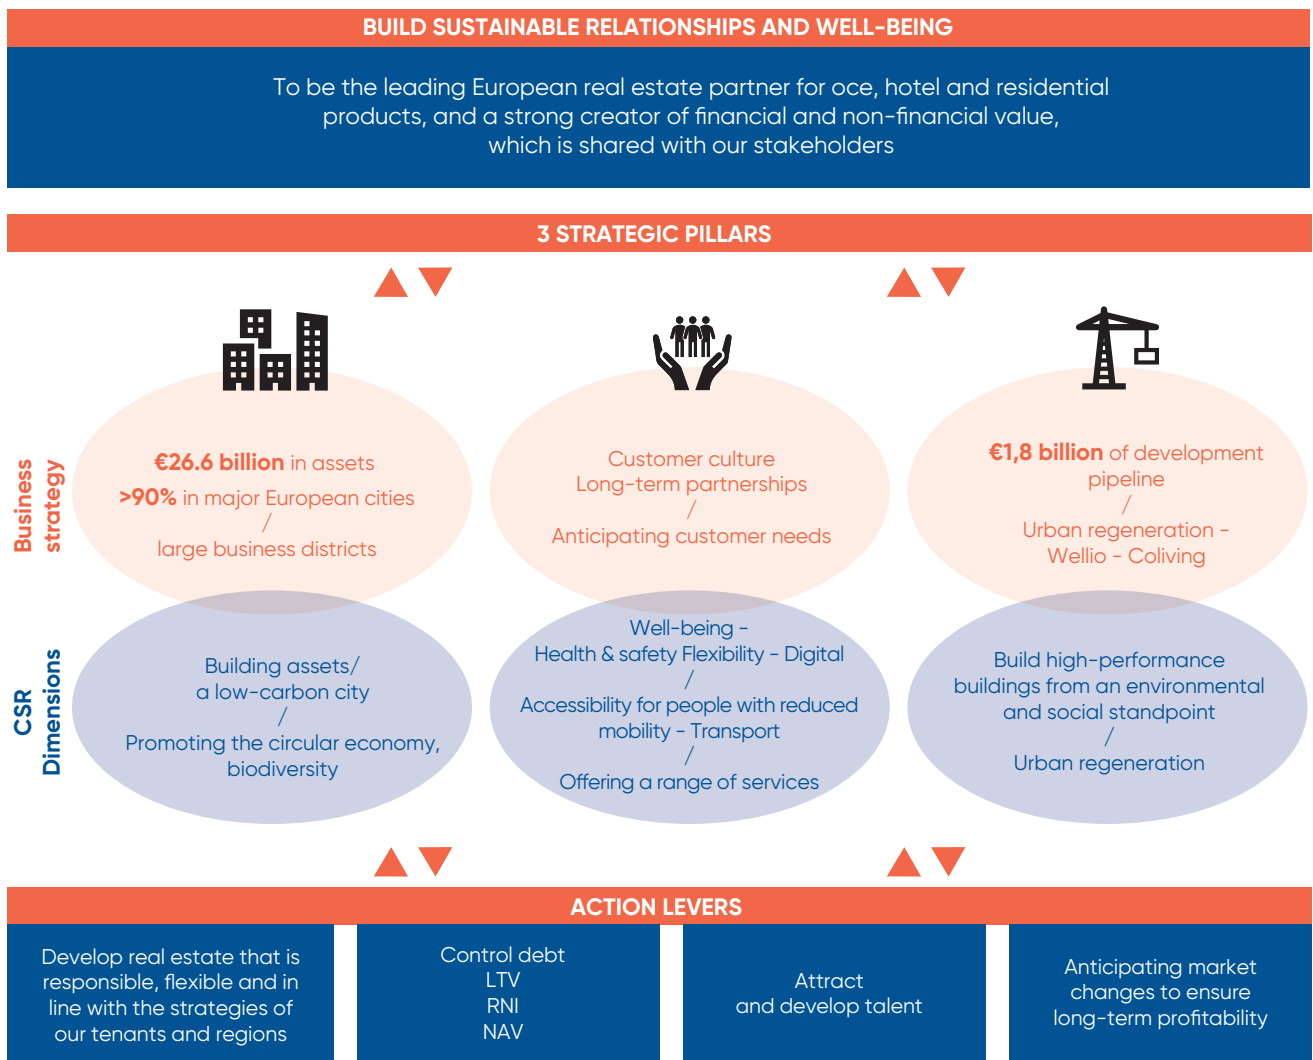 BUILD SUSTAINABLE RELATIONSHIPS AND WELL-BEING
To be the leading European real estate partner for oce, hotel and residential
products, and a strong creator of financial and non-financial value,
which is shared with our stakeholders
3 STRATEGIC PILLARS
Business
strategy
€26.6 billion in assets
>90% in major European cities
/
large business districts
Customer culture
Long-term partnerships
/
Anticipating customer needs
€1,8 billion of development
pipeline
/
Urban regeneration -
Wellio - Coliving
CSR
Dimensions
Building assets/
a low-carbon city
/
Promoting the circular economy,
biodiversity
Well-being -
Health & safety Flexibility - Digital
/
Accessibility for people with reduced
mobility - Transport
/
Offering a range of services
Build high-performance
buildings from an environmental
and social standpoint
/
Urban regeneration
ACTION LEVERS
Develop real estate that is
responsible, flexible and in
line with the strategies of
our tenants and regions
Control debt
LTV
RNI
NAV
Attract
and develop talent
Anticipating market
changes to ensure
long-term profitability